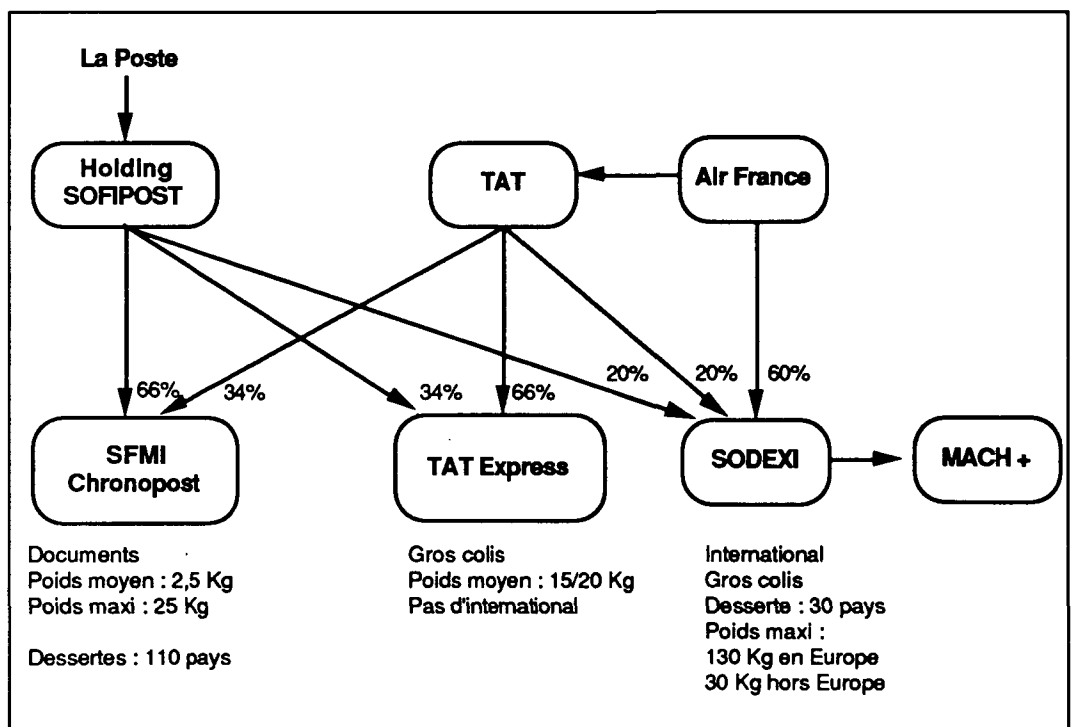 La Poste
Holding
SOFIPOST
TAT
Air France
66%
34%
34%
66%
20%
20%
60%
SFMI
Chronopost
TAT Express
SODEXI
MACH +
Documents
Poids moyen : 2,5 Kg
Poids maxi : 25 Kg
Dessertes : 110 pays
Gros colis
Poids moyen : 15/20 Kg
Pas d'international
International
Gros colis
Desserte : 30 pays
Poids maxi :
130 Kg en Europe
30 Kg hors Europe